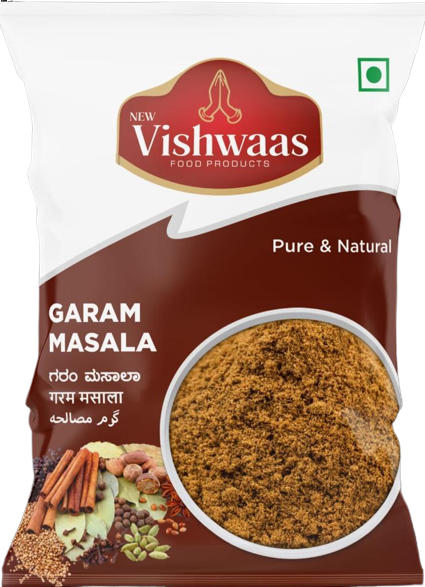 NEW
Vishwaas
FOOD PRODUCTS
Pure & Natural
GARAM
MASALA
ಗರಂ ಮಸಾಲಾ
गरम मसाला
گرم مصالحه